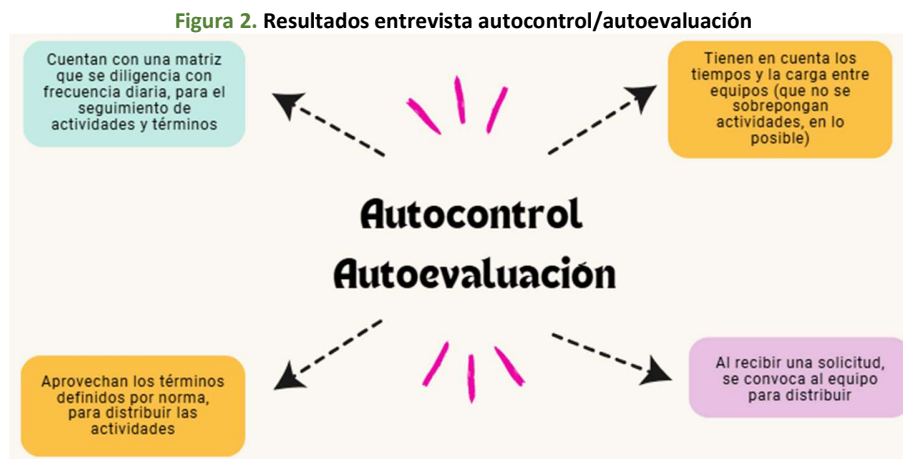 Figura 2. Resultados entrevista autocontrol/autoevaluación
Cuentan con una matriz
que se diligencia con
frecuencia diaria, para el
seguimiento de
actividades y términos
Tienen en cuenta los
tiempos y la carga entre
equipos (que no se
sobrepongan
actividades, en lo
posible)
Autocontrol
Autoevaluación
Aprovechan los términos
definidos por norma,
para distribuir las
actividades
Al recibir una solicitud,
se convoca al equipo
para distribuir